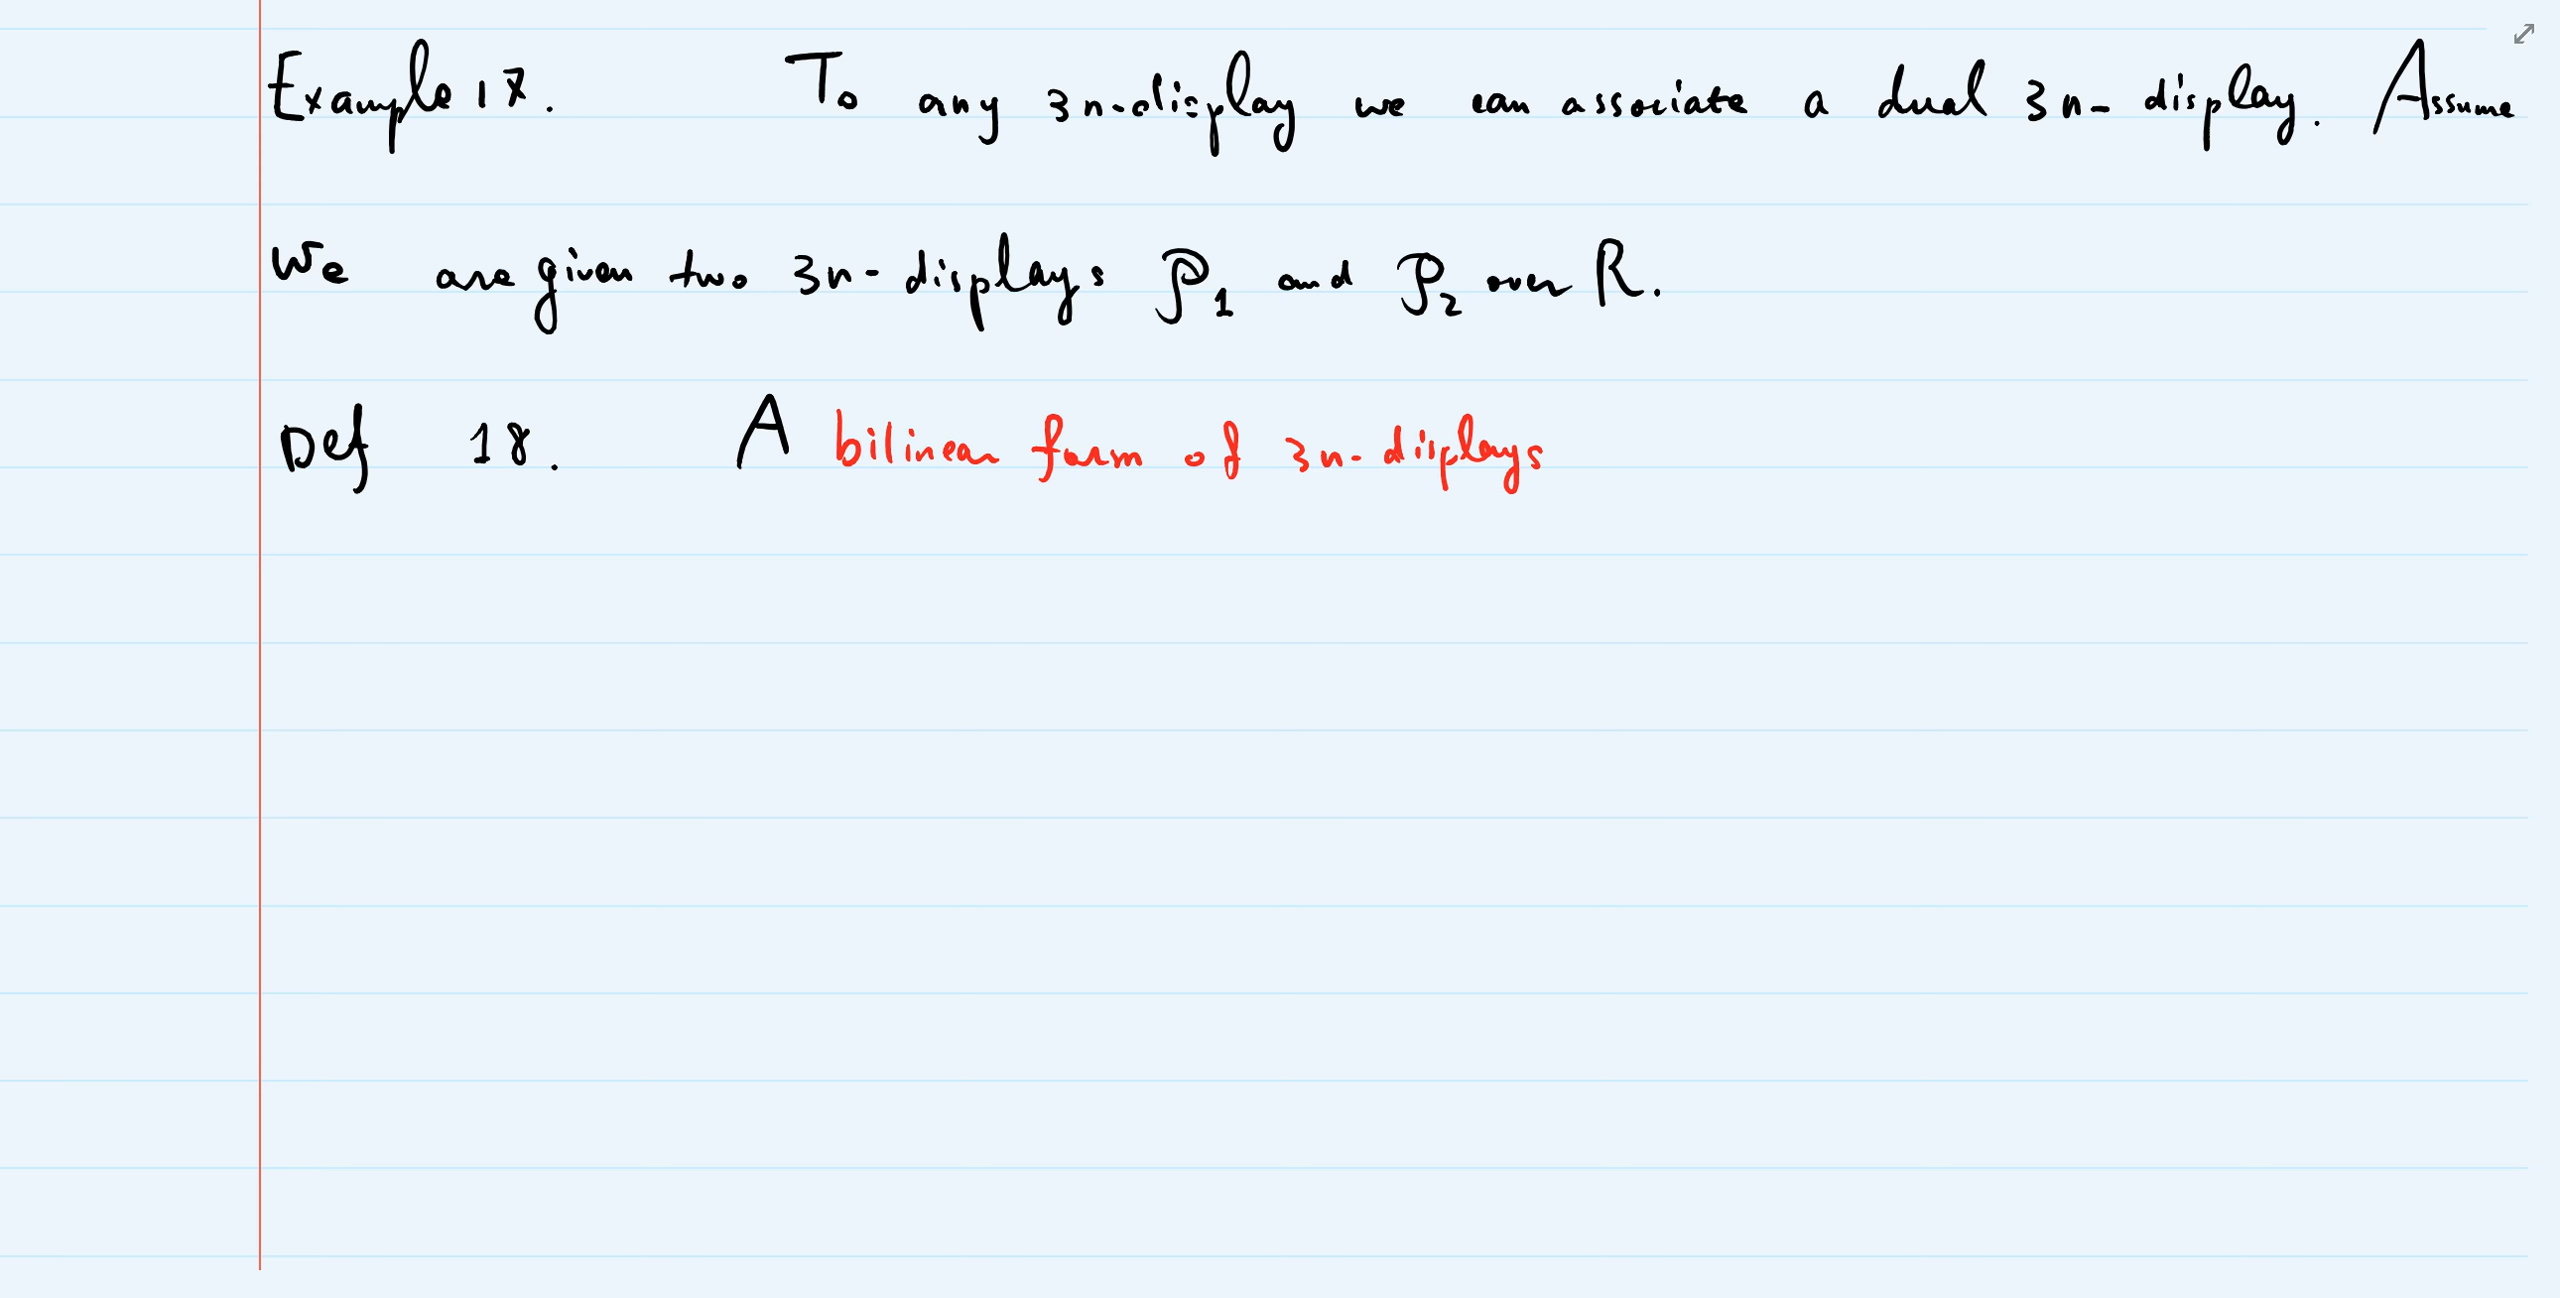 Example 17. To any 3n-display we can associate a dual 3n-display. Assume
We are given two 3n-displays 𝒫₁ and 𝒫₂ over R.
Def 18. A bilinear form of 3n-displays